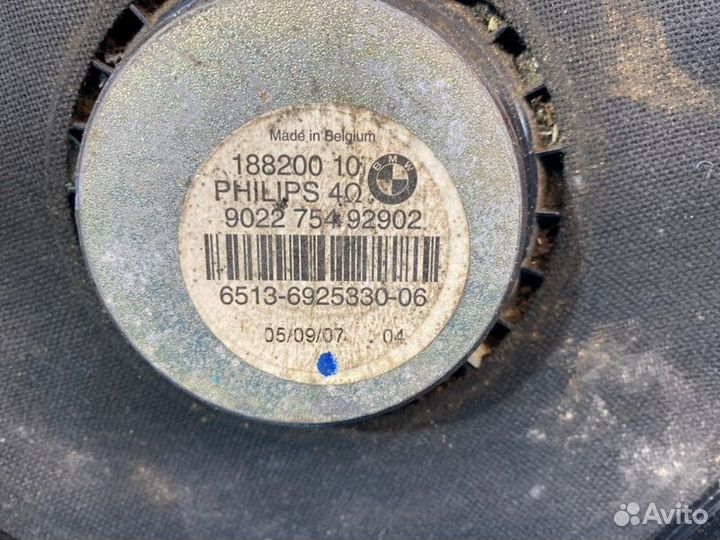 Made in Belgium
188200 10
BMW
PHILIPS 4Ω
9022 754 92902
6513-6925330-06
05/09/07 04
Avito